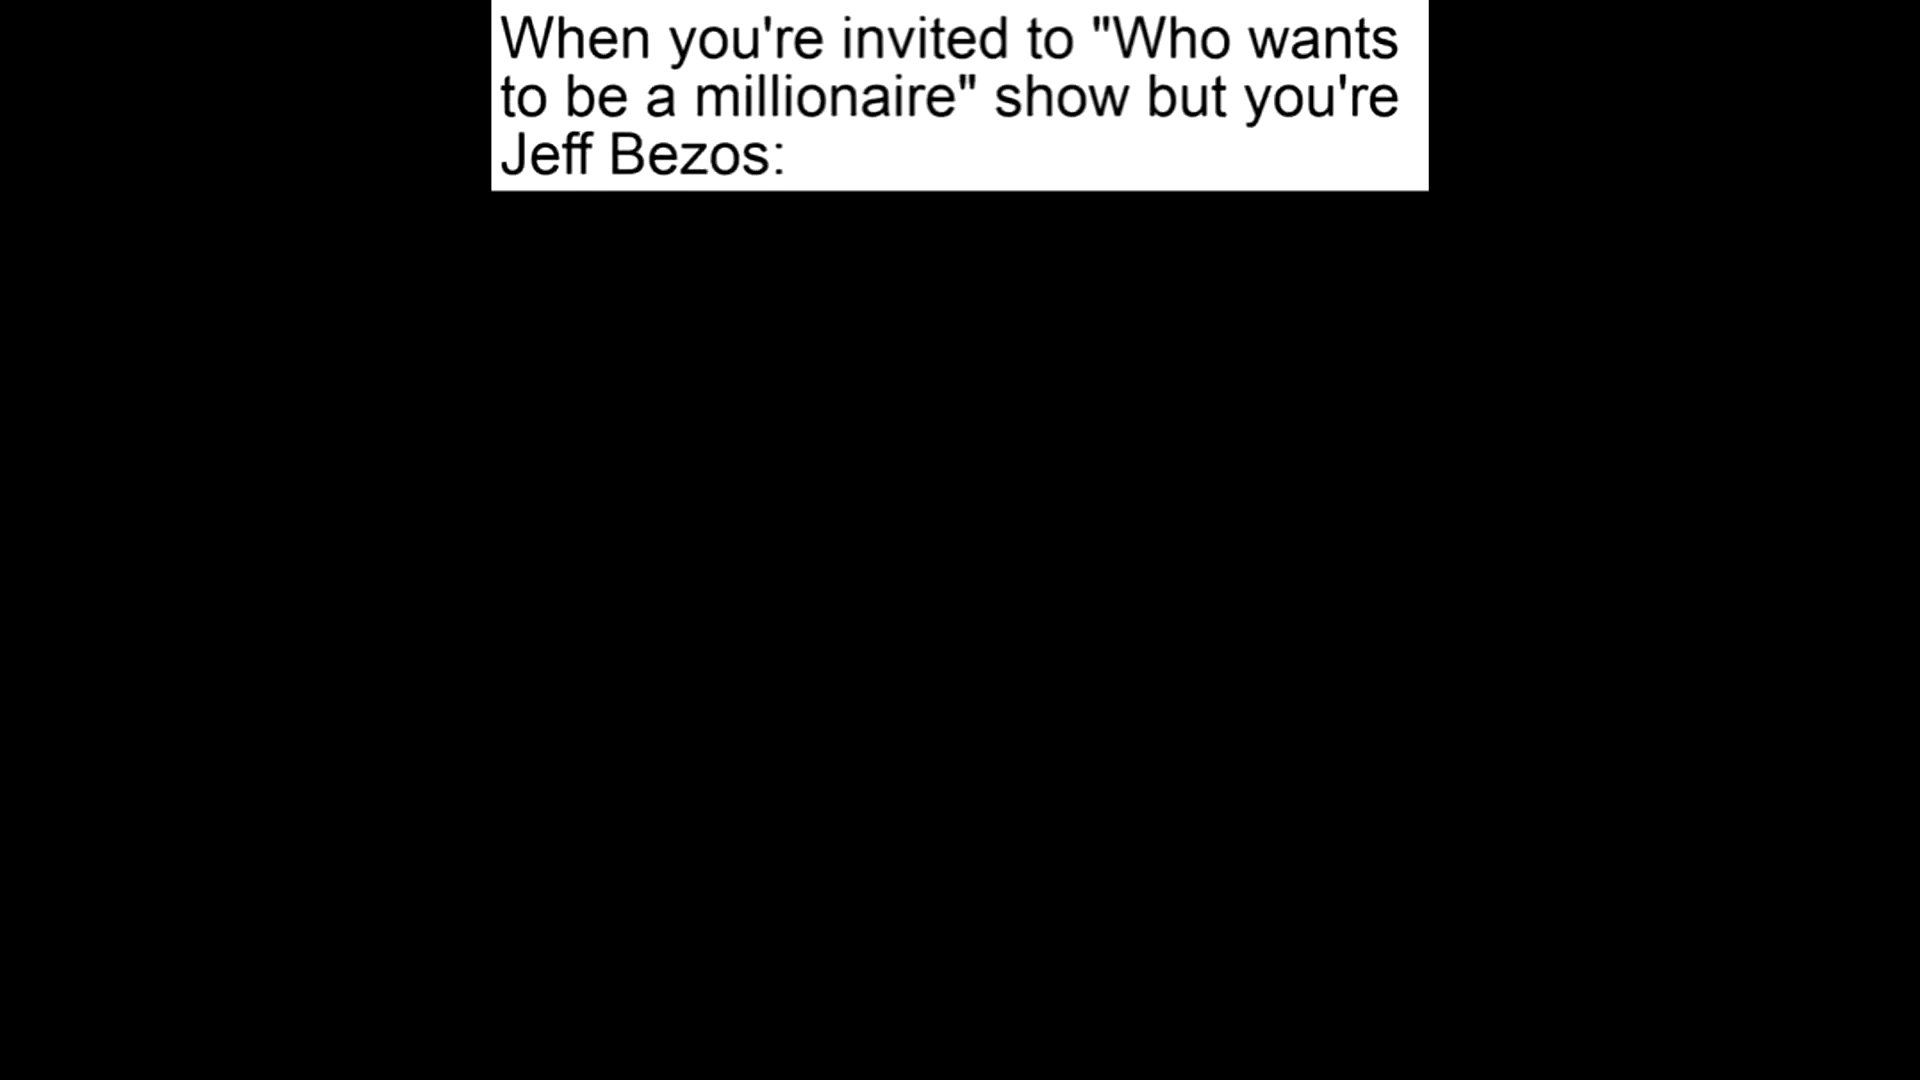 When you're invited to "Who wants
to be a millionaire" show but you're
Jeff Bezos: